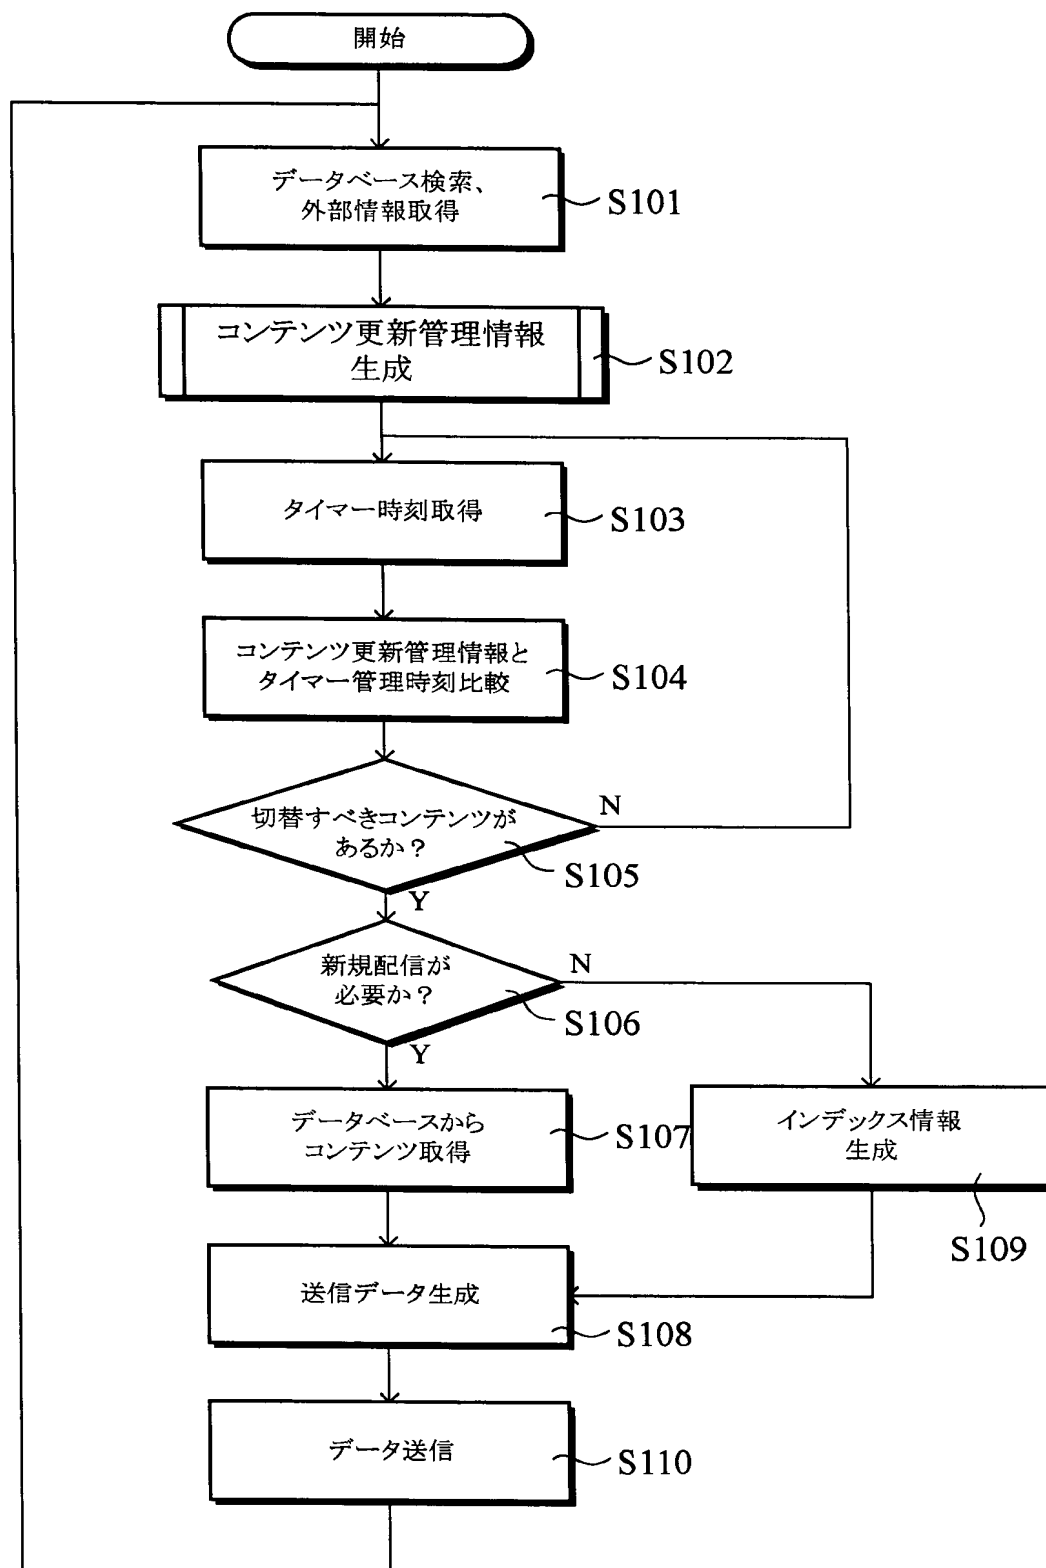 開始
データベース検索、
外部情報取得
S101
コンテンツ更新管理情報
生成
S102
タイマー時刻取得
S103
コンテンツ更新管理情報と
タイマー管理時刻比較
S104
切替すべきコンテンツが
あるか？
N
S105
Y
新規配信が
必要か？
N
S106
Y
データベースから
コンテンツ取得
S107
インデックス情報
生成
S109
送信データ生成
S108
データ送信
S110